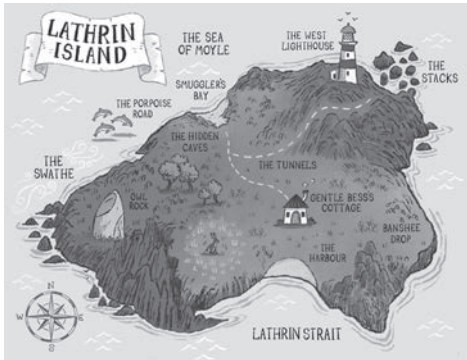 LATHRIN
ISLAND
THE SEA
OF MOYLE
THE WEST
LIGHTHOUSE
THE
STACKS
SMUGGLER'S
BAY
THE PORPOISE
ROAD
THE HIDDEN
CAVES
THE TUNNELS
THE
SWATHE
OWL
ROCK
GENTLE BESS'S
COTTAGE
BANSHEE
DROP
THE
HARBOUR
N
W
E
S
LATHRIN STRAIT